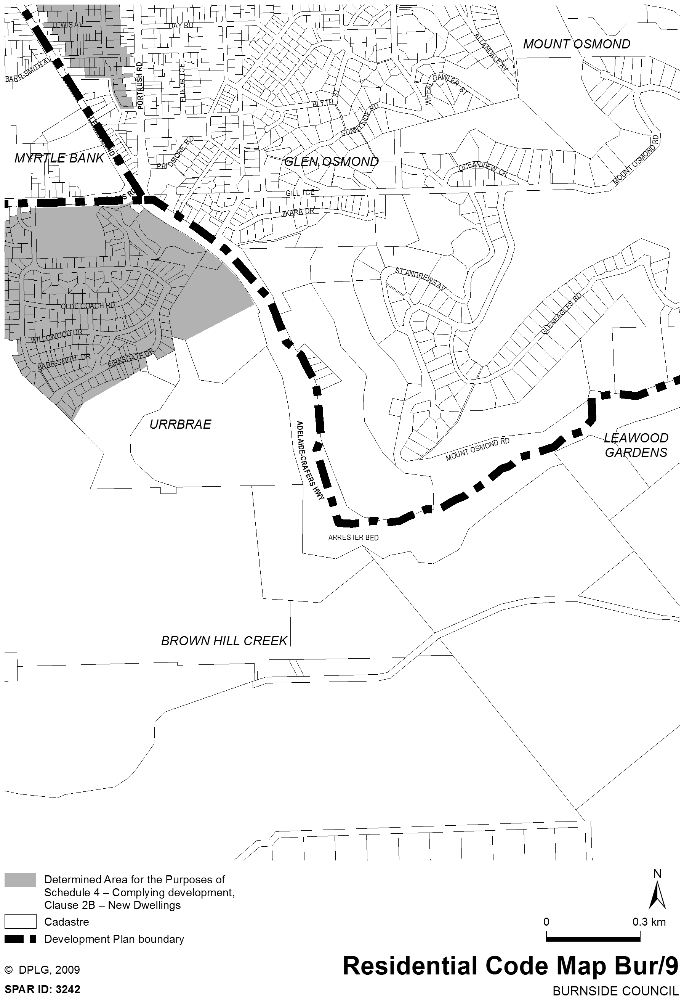 LEWIS AV
DAY RD
BARR-SMITH AV
PORTRUSH RD
ELINOR TCE
ALLANDALE AV
MOUNT OSMOND
WHEAL
GAWLER ST
BLYTH ST
SUNNYSIDE RD
MYRTLE BANK
PRIDMORE RD
GLEN OSMOND
OCEANVIEW CR
MOUNT OSMOND RD
GILL TCE
JIKARA DR
ST ANDREWS AV
OLDE COACH RD
GLENEAGLES RD
WILLOWOOD DR
BARR-SMITH DR
BIRKSGATE DR
URRBRAE
ADELAIDE-CRAFERS HWY
MOUNT OSMOND RD
LEAWOOD
GARDENS
ARRESTER BED
BROWN HILL CREEK
Determined Area for the Purposes of
Schedule 4 – Complying development,
Clause 2B – New Dwellings
Cadastre
Development Plan boundary
N
0 0.3 km
© DPLG, 2009
SPAR ID: 3242
Residential Code Map Bur/9
BURNSIDE COUNCIL